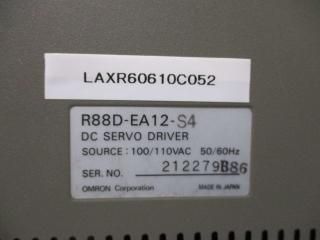 LAXR60610C052
R88D-EA12-S4
DC SERVO DRIVER
SOURCE: 100/110VAC 50/60Hz
SER. NO. 212279B86
OMRON Corporation MADE IN JAPAN